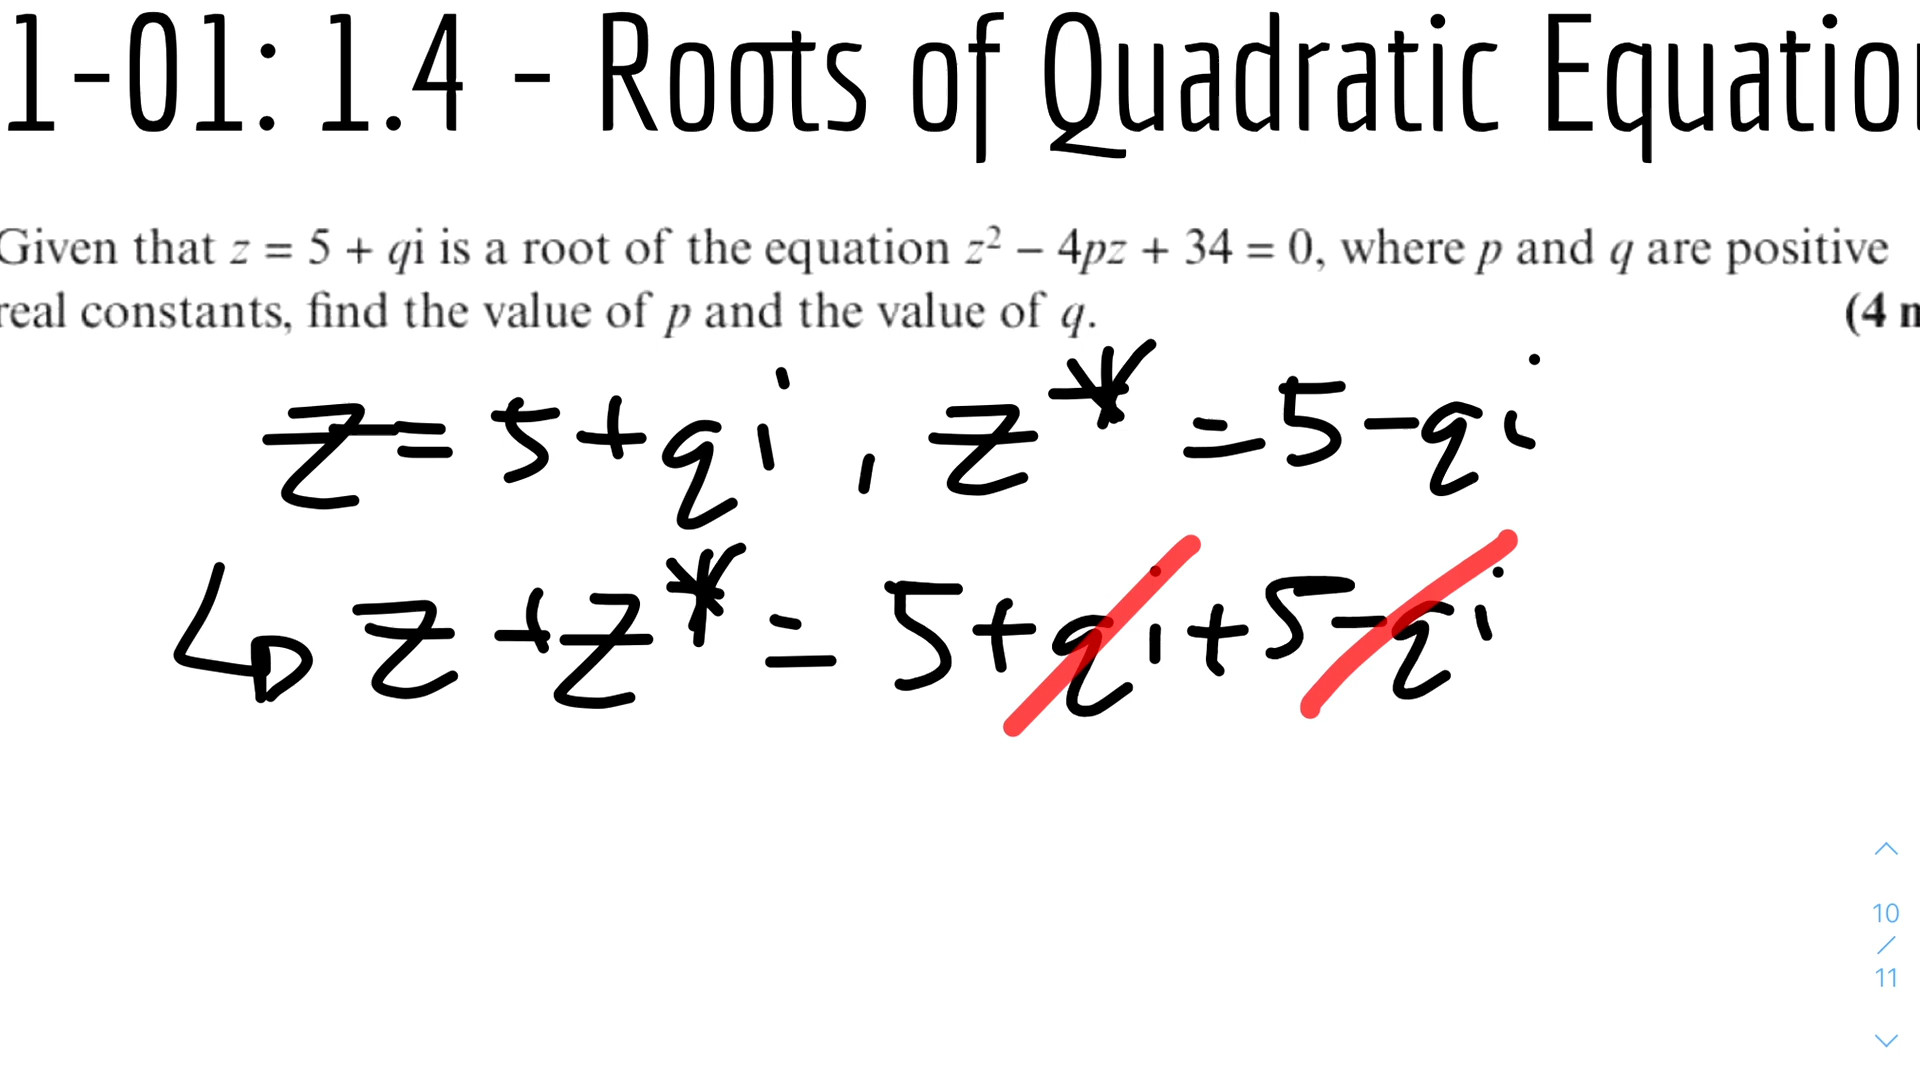 1-01: 1.4 - Roots of Quadratic Equation
Given that z = 5 + qi is a root of the equation z² – 4pz + 34 = 0, where p and q are positive
real constants, find the value of p and the value of q. (4 m
z = 5 + qi , z* = 5 - qi
↳ z + z* = 5 + qi + 5 - qi
10
/
11